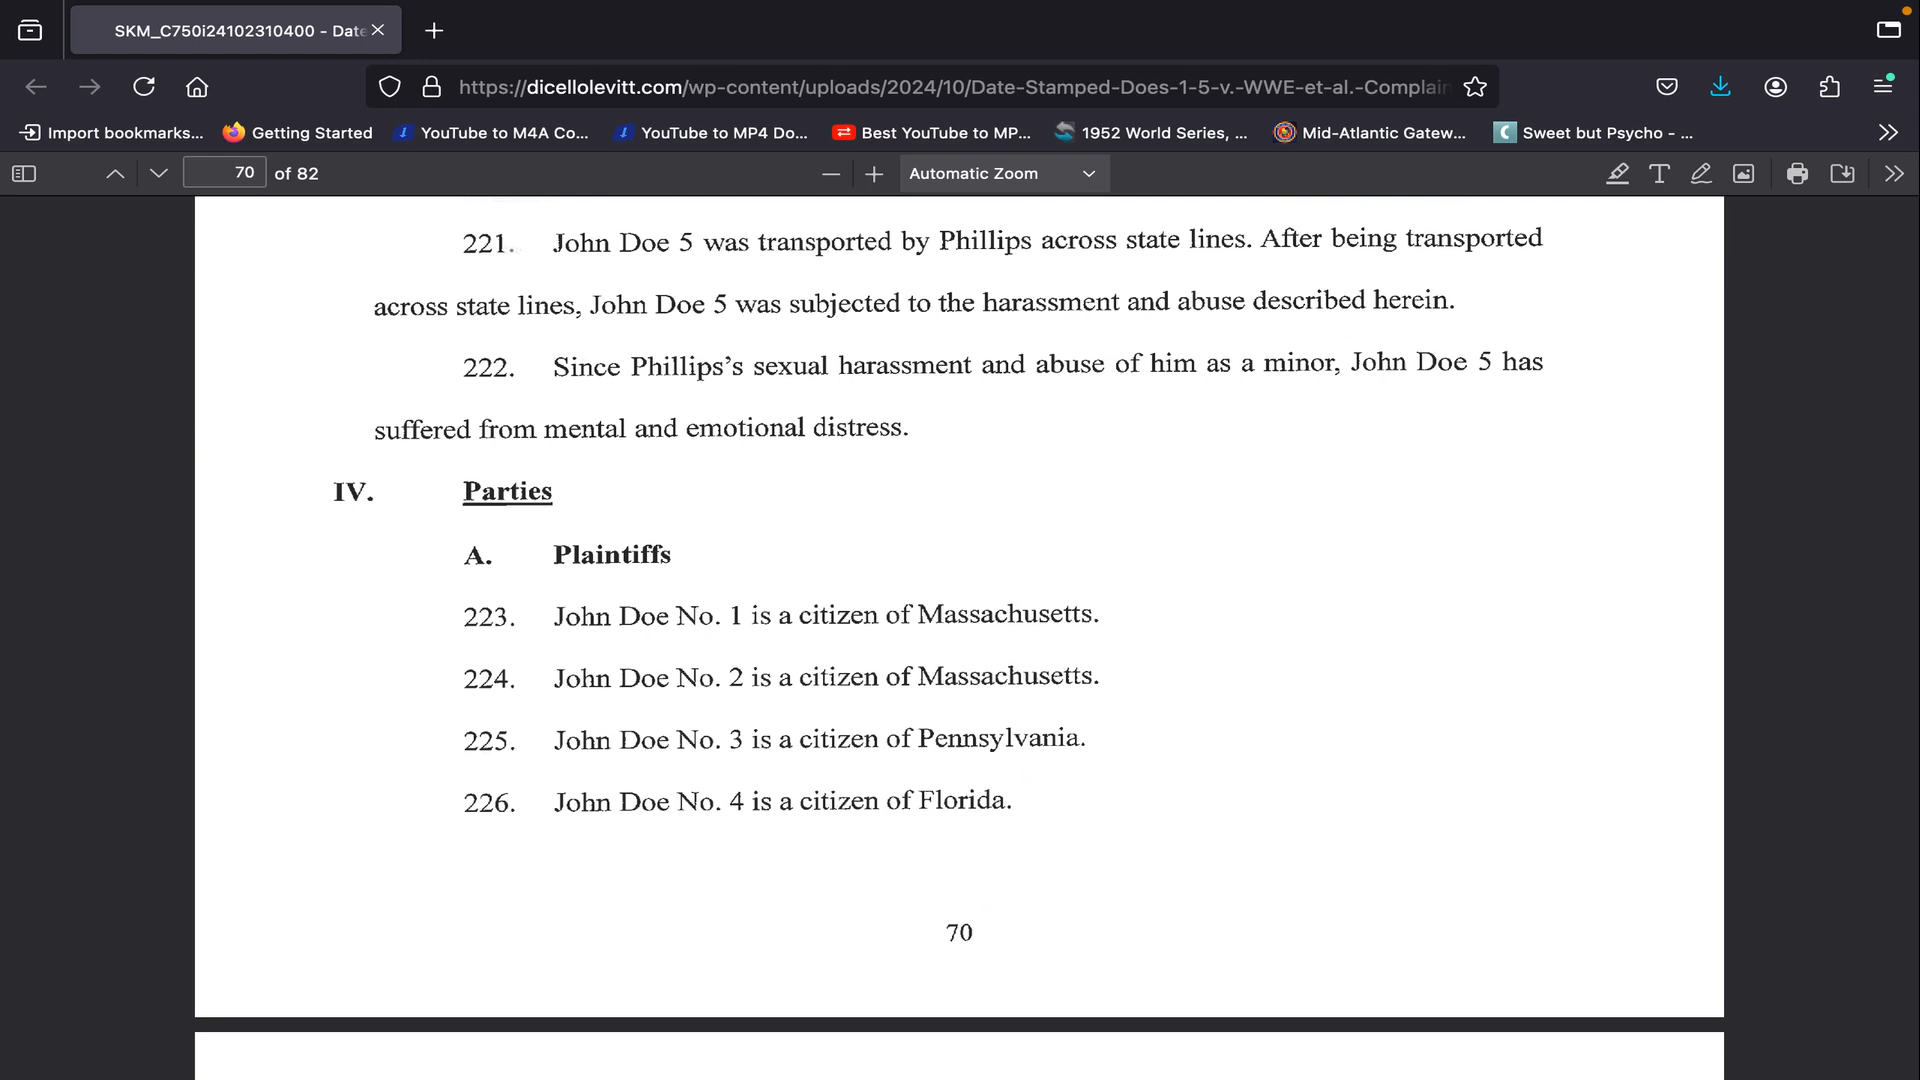 SKM_C750i24102310400 - Date
https://dicellolevitt.com/wp-content/uploads/2024/10/Date-Stamped-Does-1-5-v.-WWE-et-al.-Complain
Import bookmarks...
Getting Started
YouTube to M4A Co...
YouTube to MP4 Do...
Best YouTube to MP...
1952 World Series, ...
Mid-Atlantic Gatew...
Sweet but Psycho - ...
70 of 82
Automatic Zoom
221. John Doe 5 was transported by Phillips across state lines. After being transported
across state lines, John Doe 5 was subjected to the harassment and abuse described herein.
222. Since Phillips’s sexual harassment and abuse of him as a minor, John Doe 5 has
suffered from mental and emotional distress.
IV. Parties
A. Plaintiffs
223. John Doe No. 1 is a citizen of Massachusetts.
224. John Doe No. 2 is a citizen of Massachusetts.
225. John Doe No. 3 is a citizen of Pennsylvania.
226. John Doe No. 4 is a citizen of Florida.
70